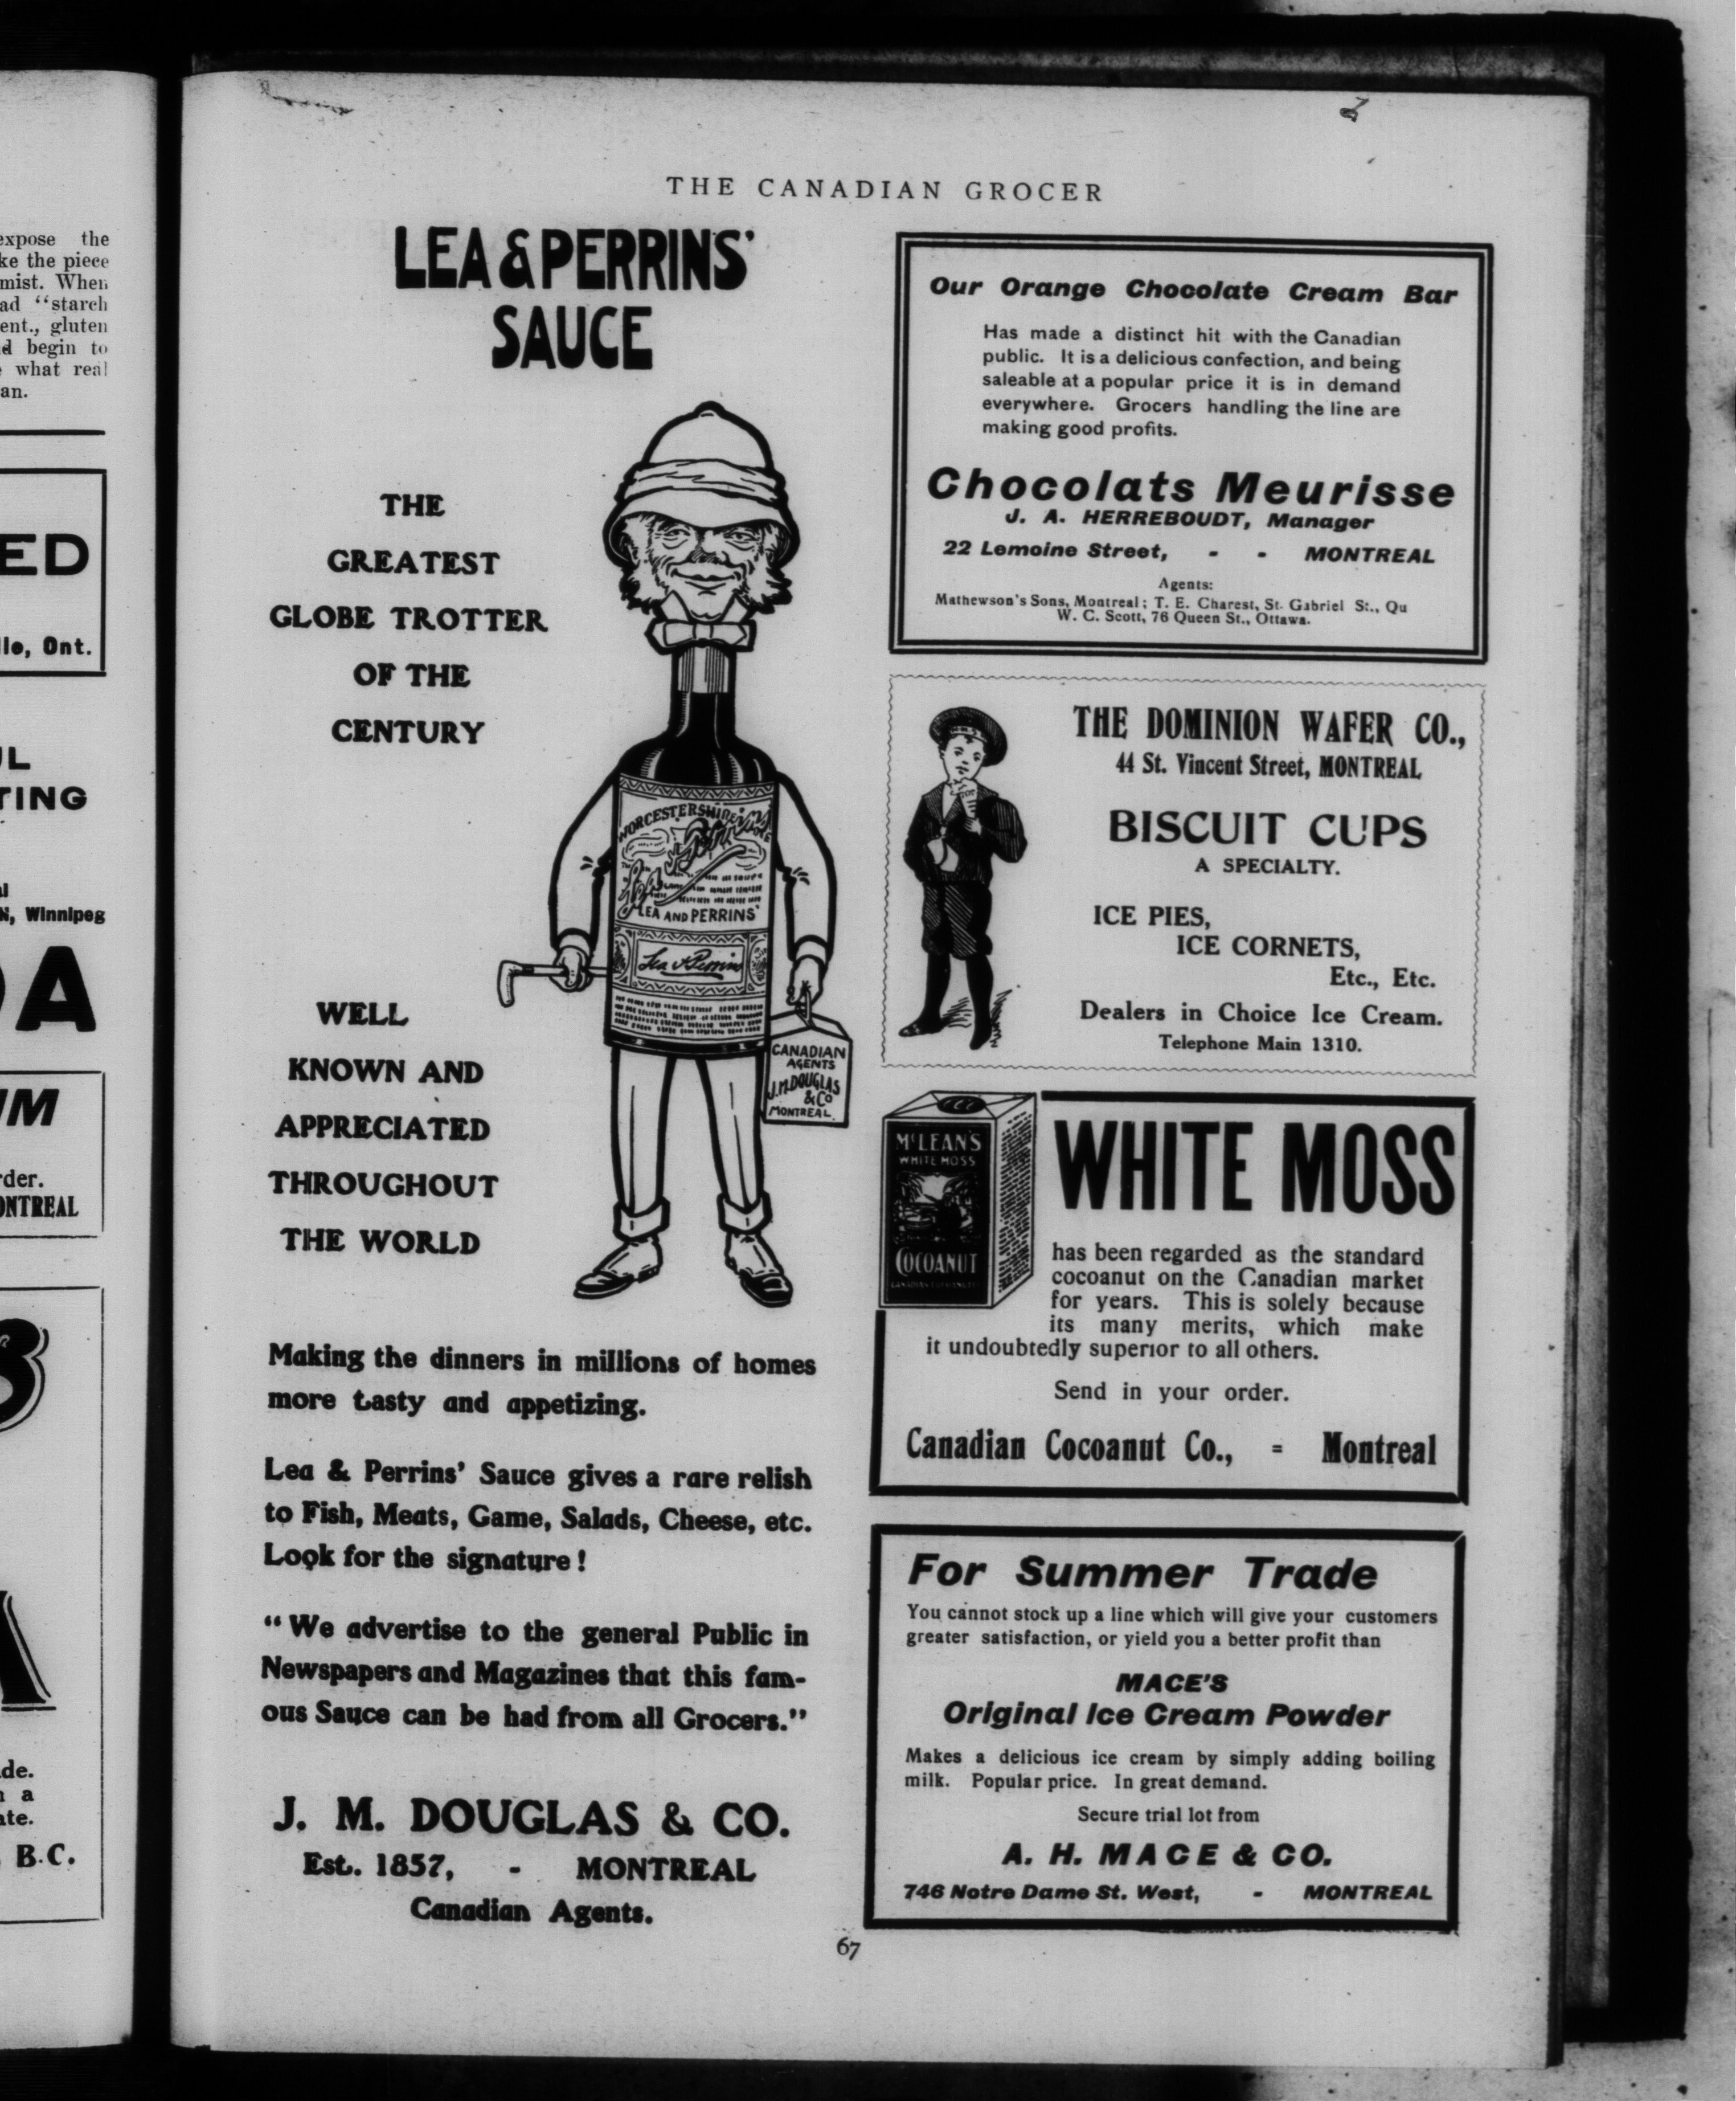 expose the
ke the piece
mist. When
ad "starch
ent., gluten
d begin to
what real
an.
ED
lle, Ont.
UL
TING
N, Winnipeg
DA
UM
rder.
ONTREAL
de.
a
ate.
B.C.
THE CANADIAN GROCER
LEA & PERRINS'
SAUCE
THE
GREATEST
GLOBE TROTTER
OF THE
CENTURY
WORCESTERSHIRE
LEA AND PERRINS'
Lea & Perrins
CANADIAN
AGENTS
J.M. DOUGLAS
& Co
MONTREAL
WELL
KNOWN AND
APPRECIATED
THROUGHOUT
THE WORLD
Making the dinners in millions of homes
more tasty and appetizing.
Lea & Perrins' Sauce gives a rare relish
to Fish, Meats, Game, Salads, Cheese, etc.
Look for the signature!
"We advertise to the general Public in
Newspapers and Magazines that this fam-
ous Sauce can be had from all Grocers."
J. M. DOUGLAS & CO.
Est. 1857, - MONTREAL
Canadian Agents.
Our Orange Chocolate Cream Bar
Has made a distinct hit with the Canadian
public. It is a delicious confection, and being
saleable at a popular price it is in demand
everywhere. Grocers handling the line are
making good profits.
Chocolats Meurisse
J. A. HERREBOUDT, Manager
22 Lemoine Street, - - MONTREAL
Agents:
Mathewson's Sons, Montreal; T. E. Charest, St. Gabriel St., Qu
W. C. Scott, 76 Queen St., Ottawa.
THE DOMINION WAFER CO.,
44 St. Vincent Street, MONTREAL
BISCUIT CUPS
A SPECIALTY.
ICE PIES,
ICE CORNETS,
Etc., Etc.
Dealers in Choice Ice Cream.
Telephone Main 1310.
McLEAN'S
WHITE MOSS
COCOANUT
WHITE MOSS
has been regarded as the standard
cocoanut on the Canadian market
for years. This is solely because
its many merits, which make
it undoubtedly superior to all others.
Send in your order.
Canadian Cocoanut Co., = Montreal
For Summer Trade
You cannot stock up a line which will give your customers
greater satisfaction, or yield you a better profit than
MACE'S
Original Ice Cream Powder
Makes a delicious ice cream by simply adding boiling
milk. Popular price. In great demand.
Secure trial lot from
A. H. MACE & CO.
746 Notre Dame St. West, - MONTREAL
67